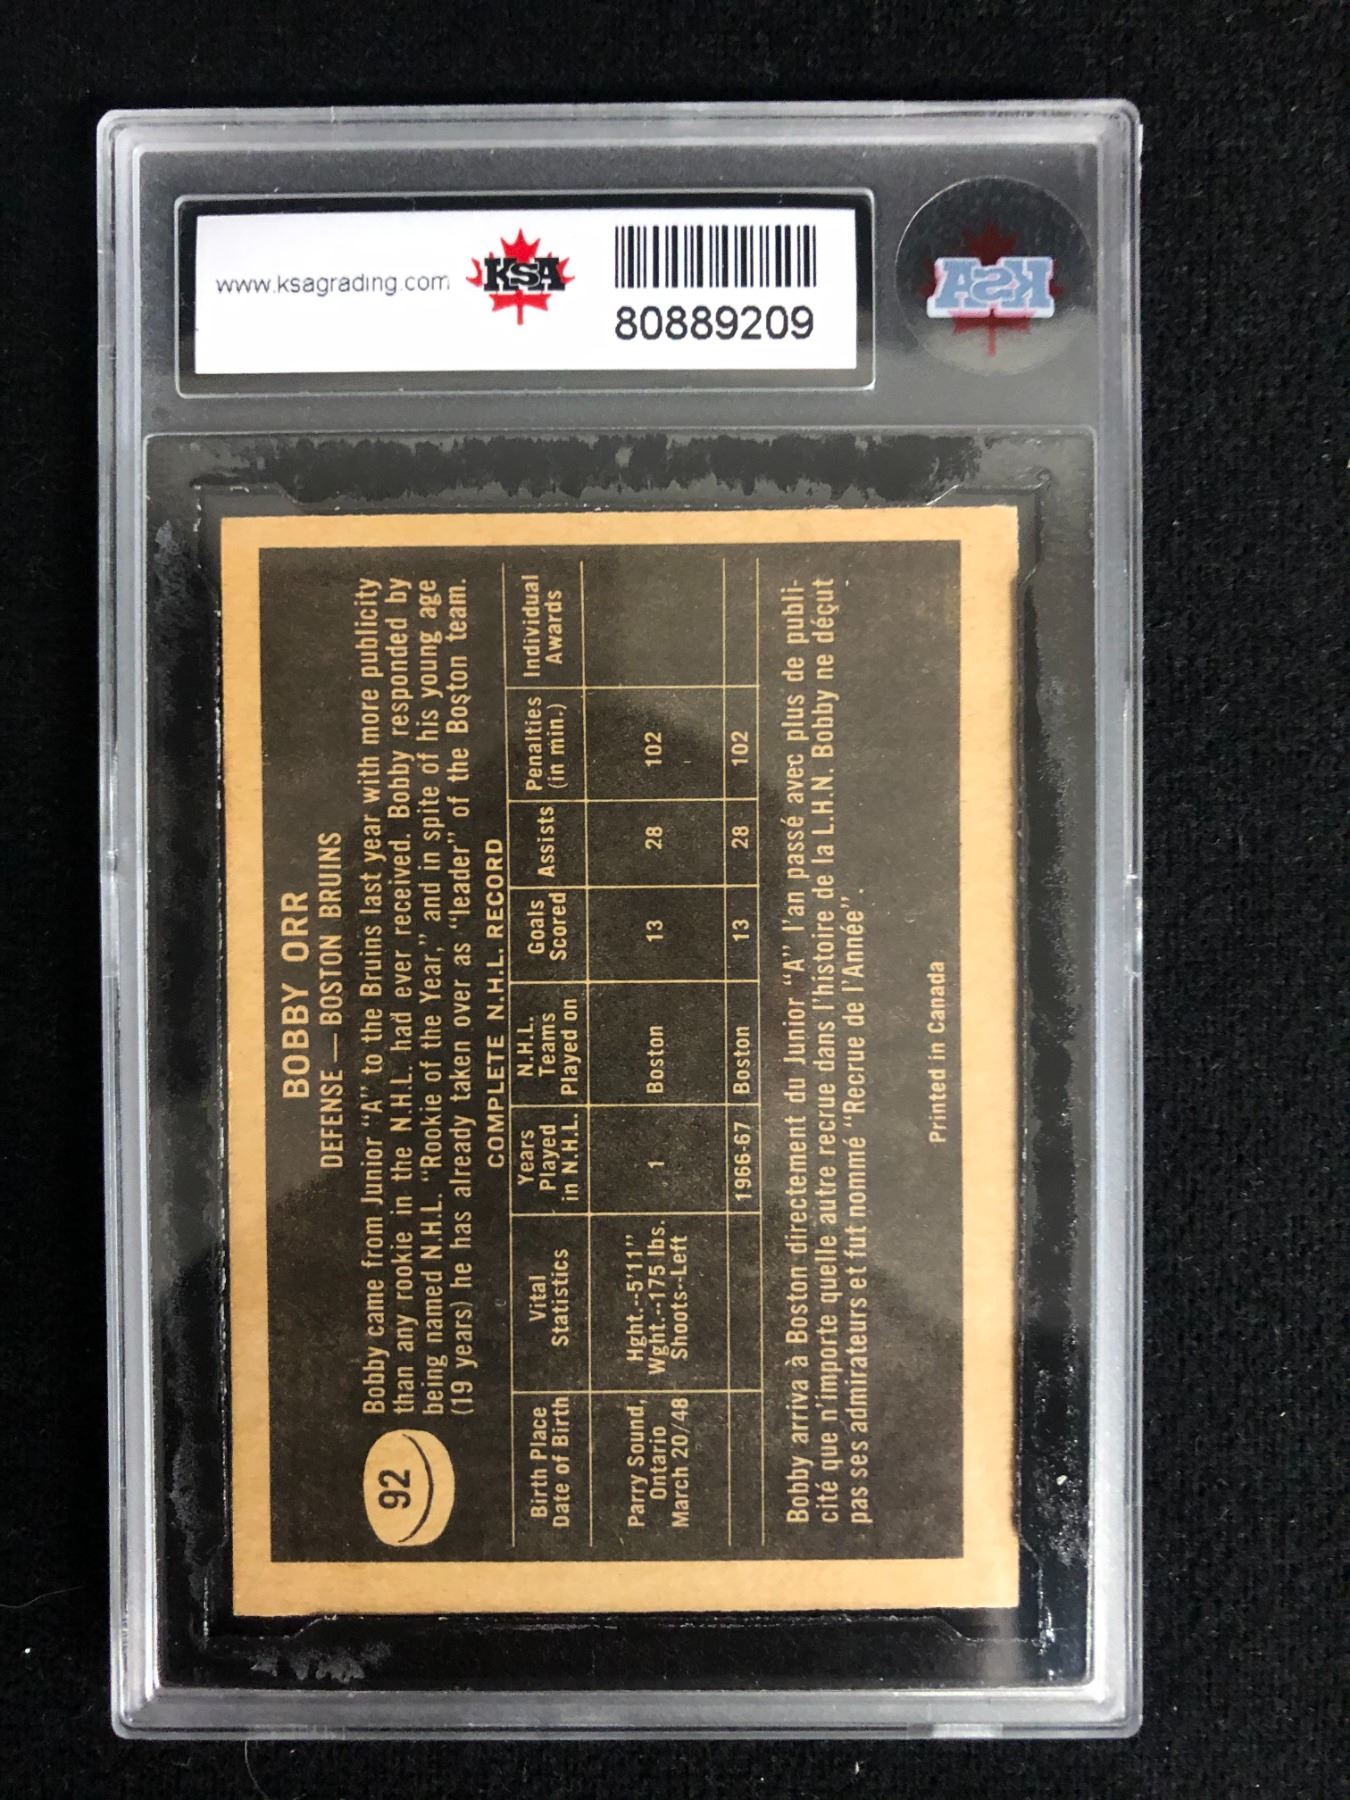 www.ksagrading.com
KSA
80889209
KSA
BOBBY ORR
DEFENSE — BOSTON BRUINS
92
Bobby came from Junior "A" to the Bruins last year with more publicity
than any rookie in the N.H.L. had ever received. Bobby responded by
being named N.H.L. "Rookie of the Year," and in spite of his young age
(19 years) he has already taken over as "leader" of the Boston team.
COMPLETE N.H.L. RECORD
Birth Place
Date of Birth
Vital
Statistics
Years
Played
in N.H.L.
N.H.L.
Teams
Played on
Goals
Scored
Assists
Penalties
(in min.)
Individual
Awards
Parry Sound,
Ontario
March 20/48
Hght.--5'11"
Wght.--175 lbs.
Shoots--Left
1
Boston
13
28
102
1966-67
Boston
13
28
102
Bobby arriva à Boston directement du Junior "A" l'an passé avec plus de publi-
cité que n'importe quelle autre recrue dans l'histoire de la L.H.N. Bobby ne déçut
pas ses admirateurs et fut nommé "Recrue de l'Année".
Printed in Canada